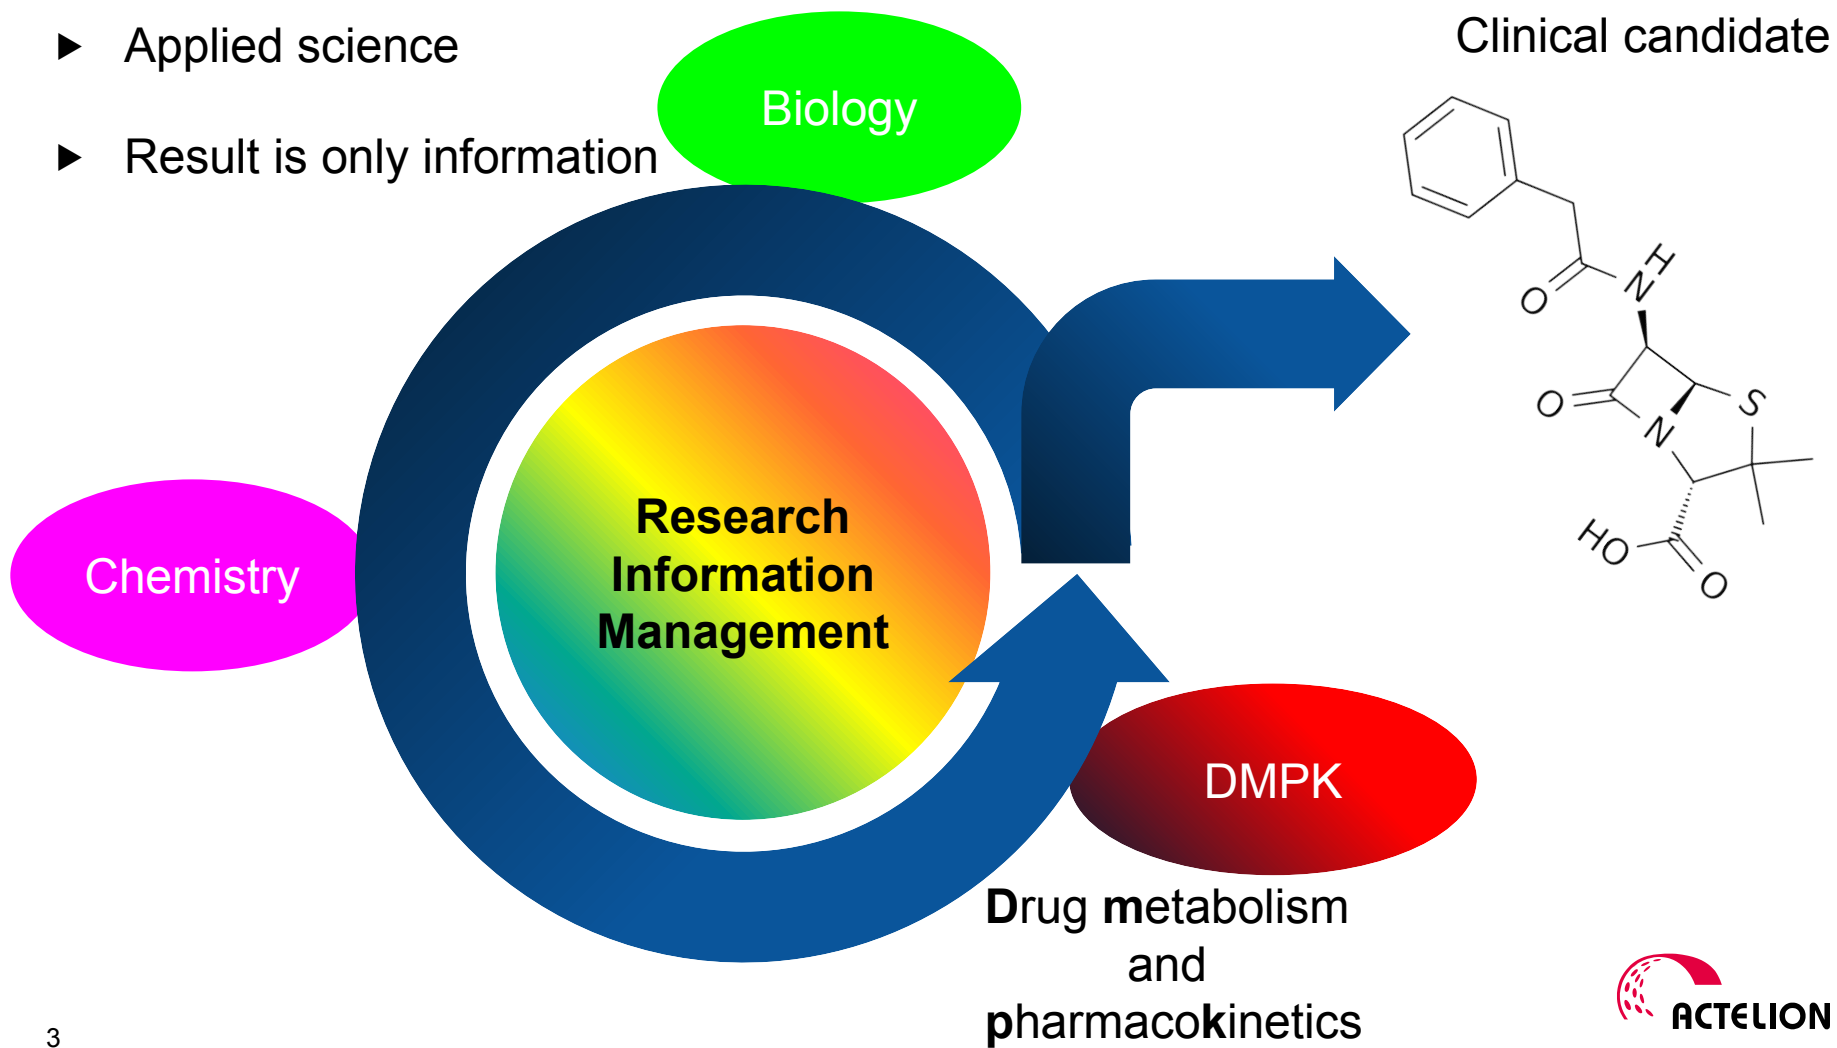 Applied science
Result is only information
Biology
Clinical candidate
Chemistry
Research
Information
Management
DMPK
Drug metabolism
and
pharmacokinetics
O
H
N
O
N
S
HO
O
ACTELION
3